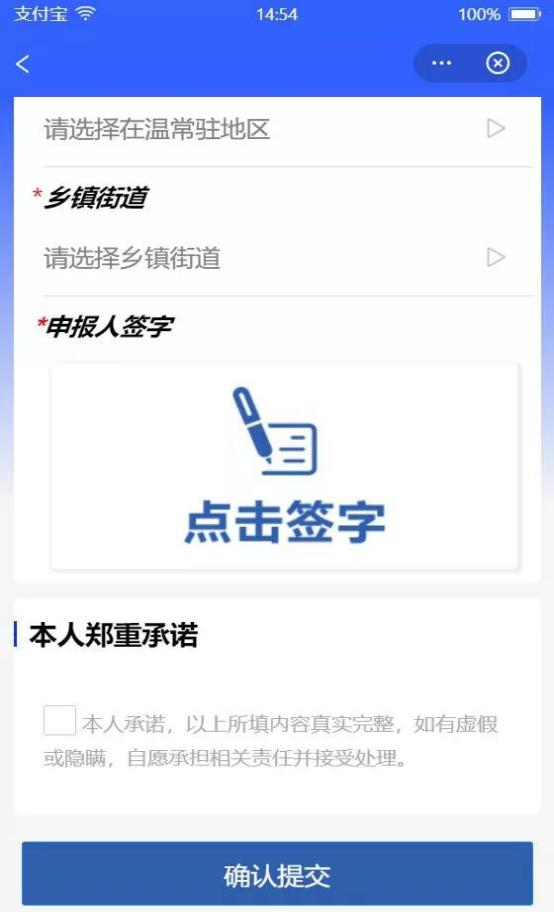 支付宝 14:54 100%
请选择在温常驻地区
*乡镇街道
请选择乡镇街道
*申报人签字
点击签字
本人郑重承诺
本人承诺，以上所填内容真实完整，如有虚假
或隐瞒，自愿承担相关责任并接受处理。
确认提交